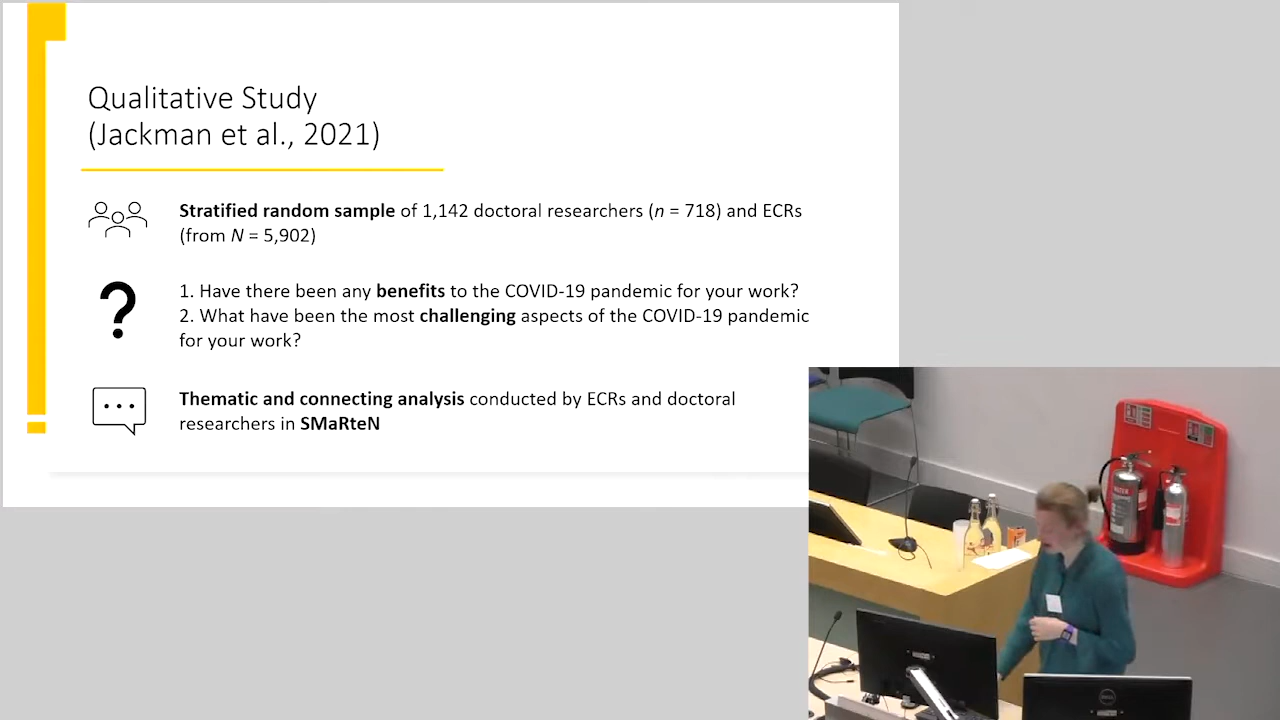 Qualitative Study
(Jackman et al., 2021)
Stratified random sample of 1,142 doctoral researchers (n = 718) and ECRs
(from N = 5,902)
1. Have there been any benefits to the COVID-19 pandemic for your work?
2. What have been the most challenging aspects of the COVID-19 pandemic
for your work?
Thematic and connecting analysis conducted by ECRs and doctoral
researchers in SMaRteN
WATER
DELL